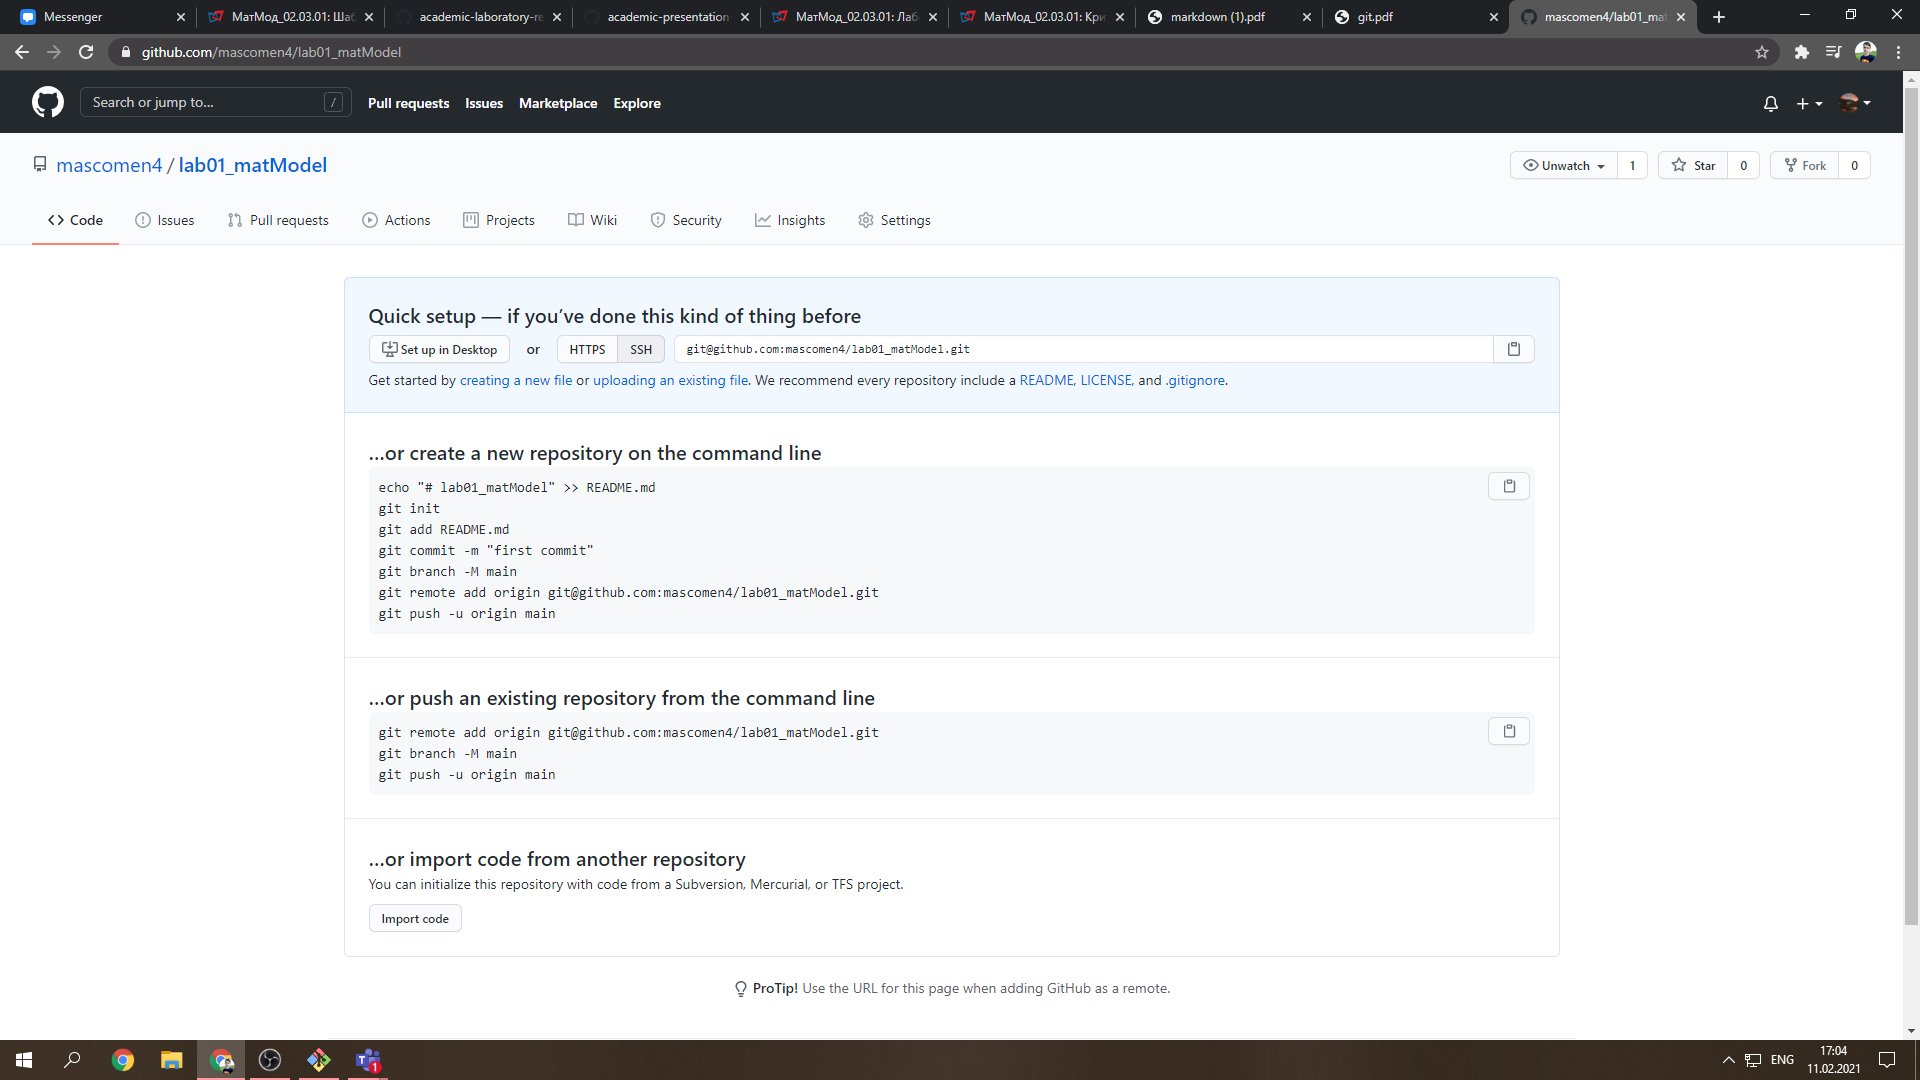 Messenger
МатМод_02.03.01: Шаб
academic-laboratory-re
academic-presentation
МатМод_02.03.01: Лаб
МатМод_02.03.01: Кри
markdown (1).pdf
git.pdf
mascomen4/lab01_mat
github.com/mascomen4/lab01_matModel
Search or jump to...
/
Pull requests
Issues
Marketplace
Explore
mascomen4 / lab01_matModel
Unwatch
1
Star
0
Fork
0
Code
Issues
Pull requests
Actions
Projects
Wiki
Security
Insights
Settings
Quick setup — if you’ve done this kind of thing before
Set up in Desktop
or
HTTPS
SSH
git@github.com:mascomen4/lab01_matModel.git
Get started by creating a new file or uploading an existing file. We recommend every repository include a README, LICENSE, and .gitignore.
…or create a new repository on the command line
echo "# lab01_matModel" >> README.md
git init
git add README.md
git commit -m "first commit"
git branch -M main
git remote add origin git@github.com:mascomen4/lab01_matModel.git
git push -u origin main
…or push an existing repository from the command line
git remote add origin git@github.com:mascomen4/lab01_matModel.git
git branch -M main
git push -u origin main
…or import code from another repository
You can initialize this repository with code from a Subversion, Mercurial, or TFS project.
Import code
ProTip! Use the URL for this page when adding GitHub as a remote.
1
ENG
17:04
11.02.2021